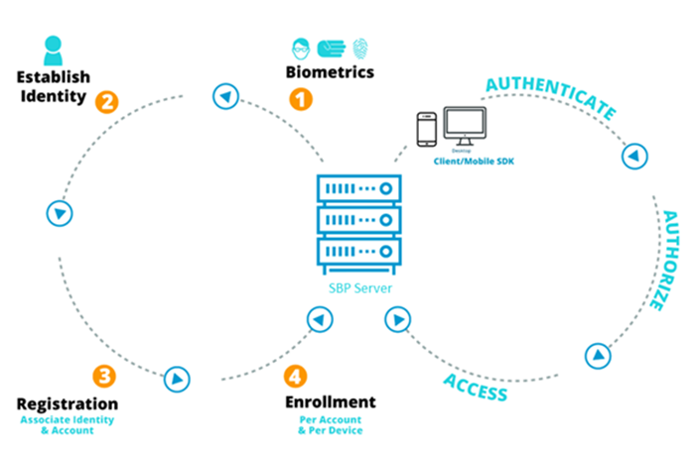 Biometrics
1
Establish
Identity
2
3
Registration
Associate Identity
& Account
4
Enrollment
Per Account
& Per Device
SBP Server
Desktop
Client/Mobile SDK
AUTHENTICATE
AUTHORIZE
ACCESS